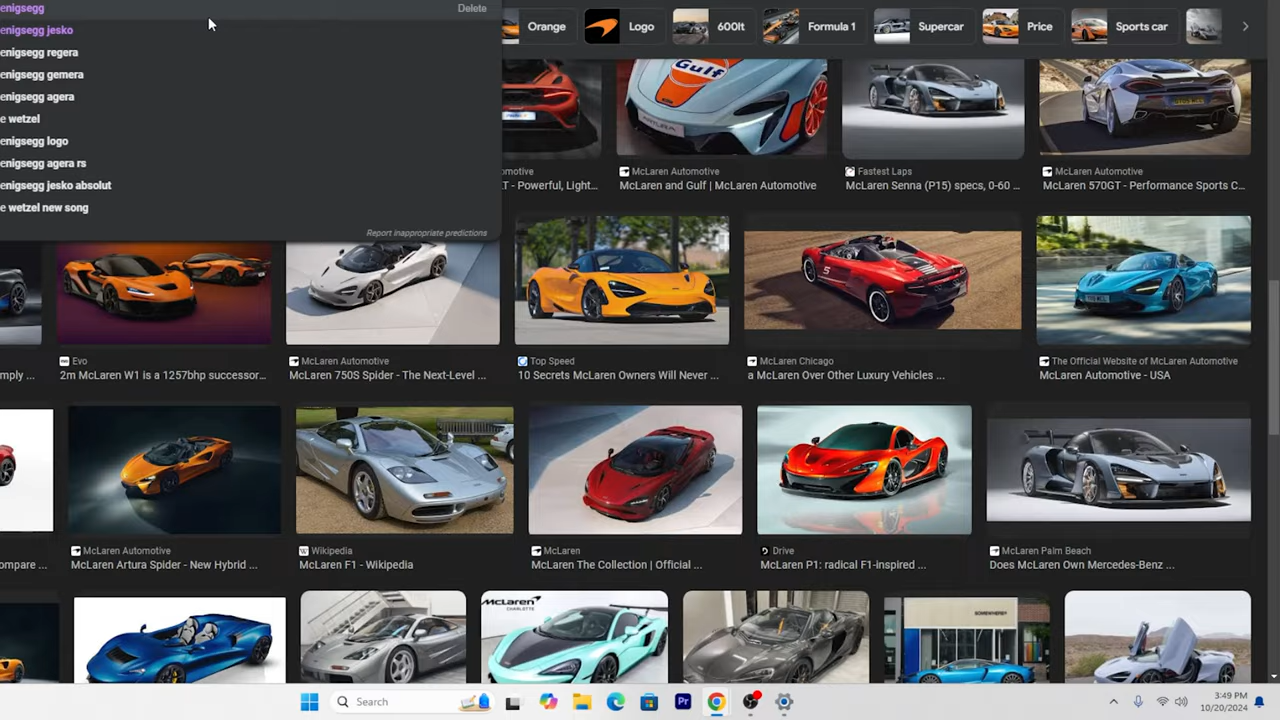 enigsegg
Delete
enigsegg jesko
enigsegg regera
enigsegg gemera
enigsegg agera
e wetzel
enigsegg logo
enigsegg agera rs
enigsegg jesko absolut
e wetzel new song
Report inappropriate predictions
Orange
Logo
600lt
Formula 1
Supercar
Price
Sports car
Gulf
ARTURA
omotive
GT - Powerful, Light...
McLaren Automotive
McLaren and Gulf | McLaren Automotive
Fastest Laps
McLaren Senna (P15) specs, 0-60 ...
McLaren Automotive
McLaren 570GT - Performance Sports C...
5
mply ...
Evo
2m McLaren W1 is a 1257bhp successor...
McLaren Automotive
McLaren 750S Spider - The Next-Level ...
Top Speed
10 Secrets McLaren Owners Will Never ...
McLaren Chicago
a McLaren Over Other Luxury Vehicles ...
The Official Website of McLaren Automotive
McLaren Automotive - USA
ompare ...
McLaren Automotive
McLaren Artura Spider - New Hybrid ...
Wikipedia
McLaren F1 - Wikipedia
McLaren
McLaren The Collection | Official ...
Drive
McLaren P1: radical F1-inspired ...
McLaren Palm Beach
Does McLaren Own Mercedes-Benz ...
McLaren
CHARLOTTE
Search
Pr
3:49 PM
10/20/2024